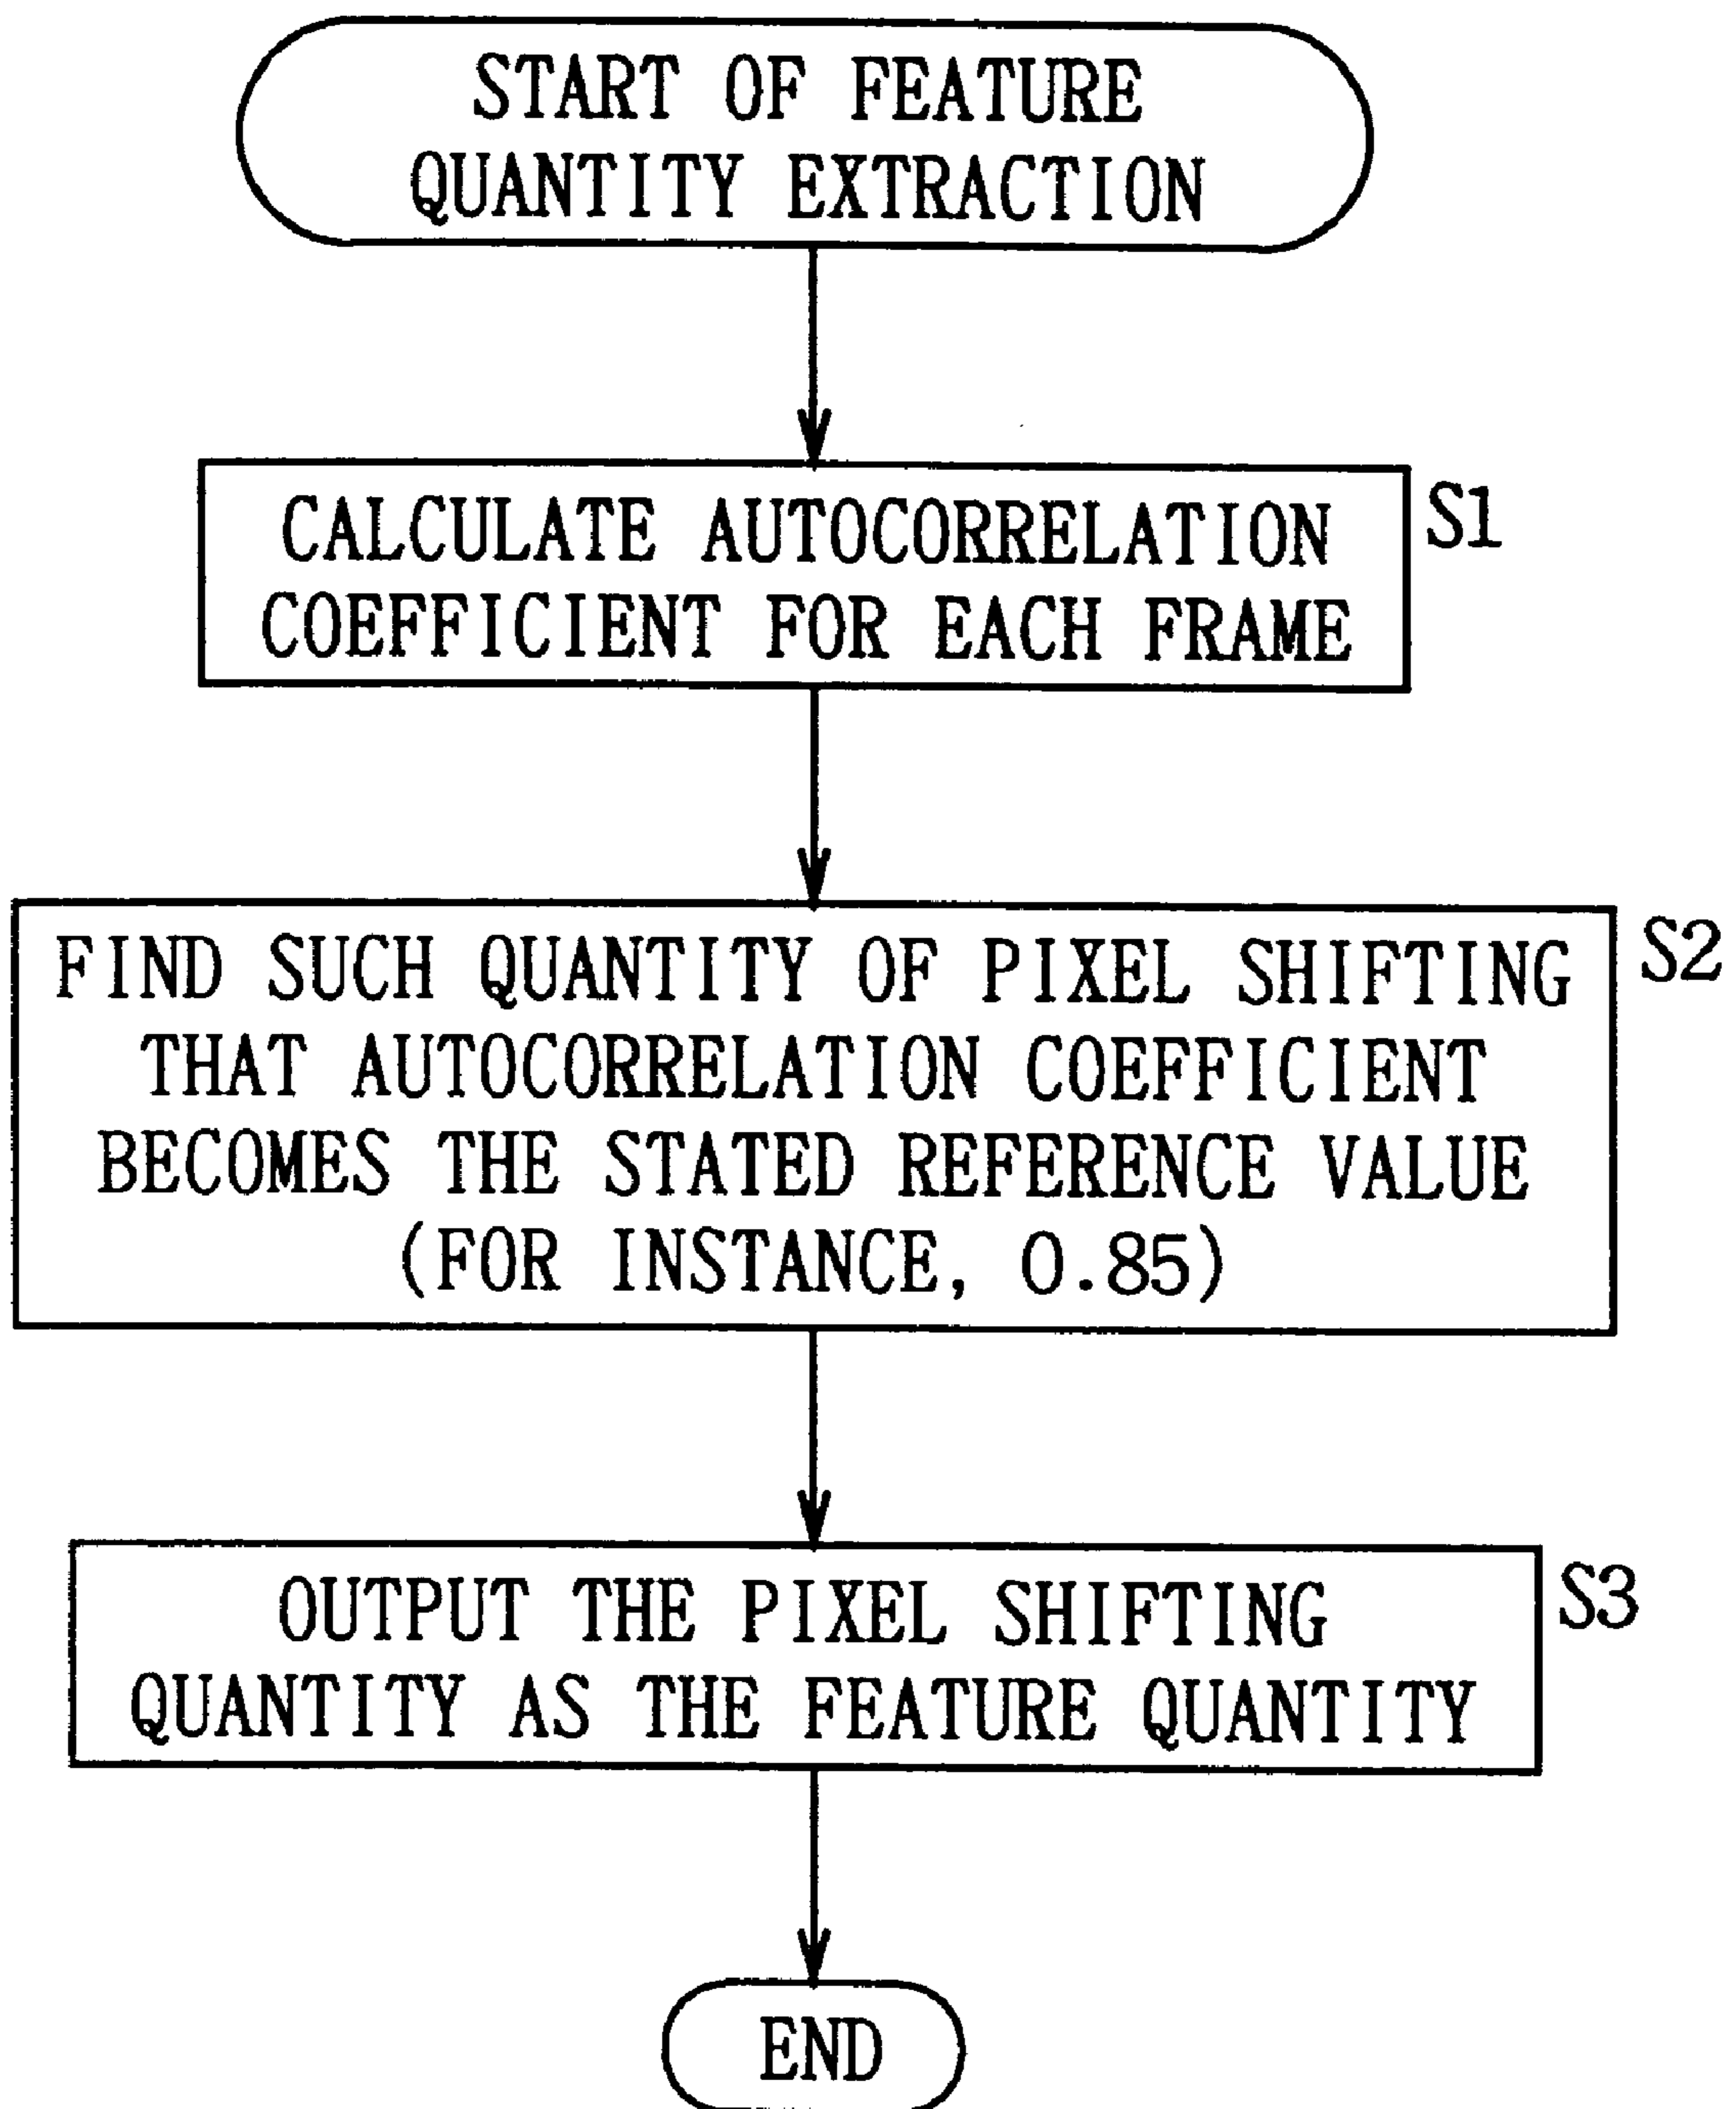 START OF FEATURE
QUANTITY EXTRACTION
CALCULATE AUTOCORRELATION
COEFFICIENT FOR EACH FRAME
S1
FIND SUCH QUANTITY OF PIXEL SHIFTING
THAT AUTOCORRELATION COEFFICIENT
BECOMES THE STATED REFERENCE VALUE
(FOR INSTANCE, 0.85)
S2
OUTPUT THE PIXEL SHIFTING
QUANTITY AS THE FEATURE QUANTITY
S3
END